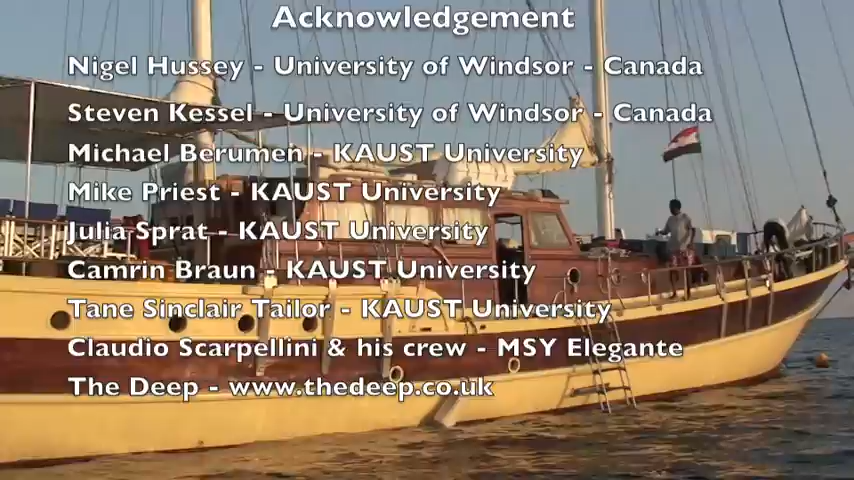 Acknowledgement
Nigel Hussey - University of Windsor - Canada
Steven Kessel - University of Windsor - Canada
Michael Berumen - KAUST University
Mike Priest - KAUST University
Julia Sprat - KAUST University
Camrin Braun - KAUST University
Tane Sinclair Tailor - KAUST University
Claudio Scarpellini & his crew - MSY Elegante
The Deep - www.thedeep.co.uk